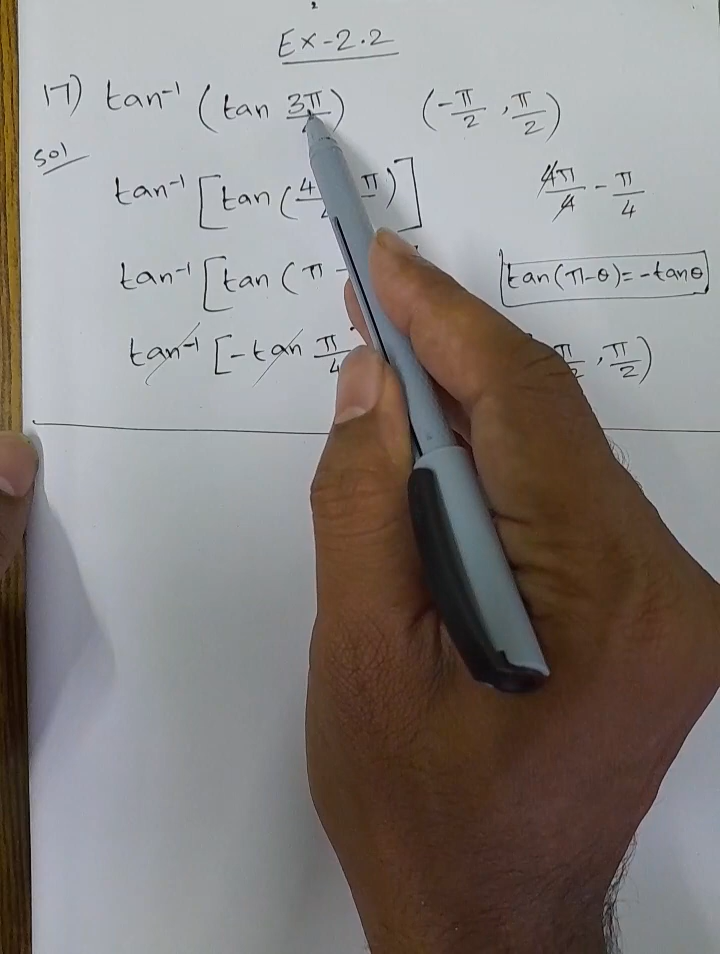 Ex-2.2
17) tan⁻¹ (tan 3π/ ) (-π/2 , π/2)
Sol
tan⁻¹ [tan (4 π )] 4π/4 - π/4
tan⁻¹ [tan (π - tan(π-θ)=-tanθ
tan⁻¹ [-tan π/4 π/2 , π/2)